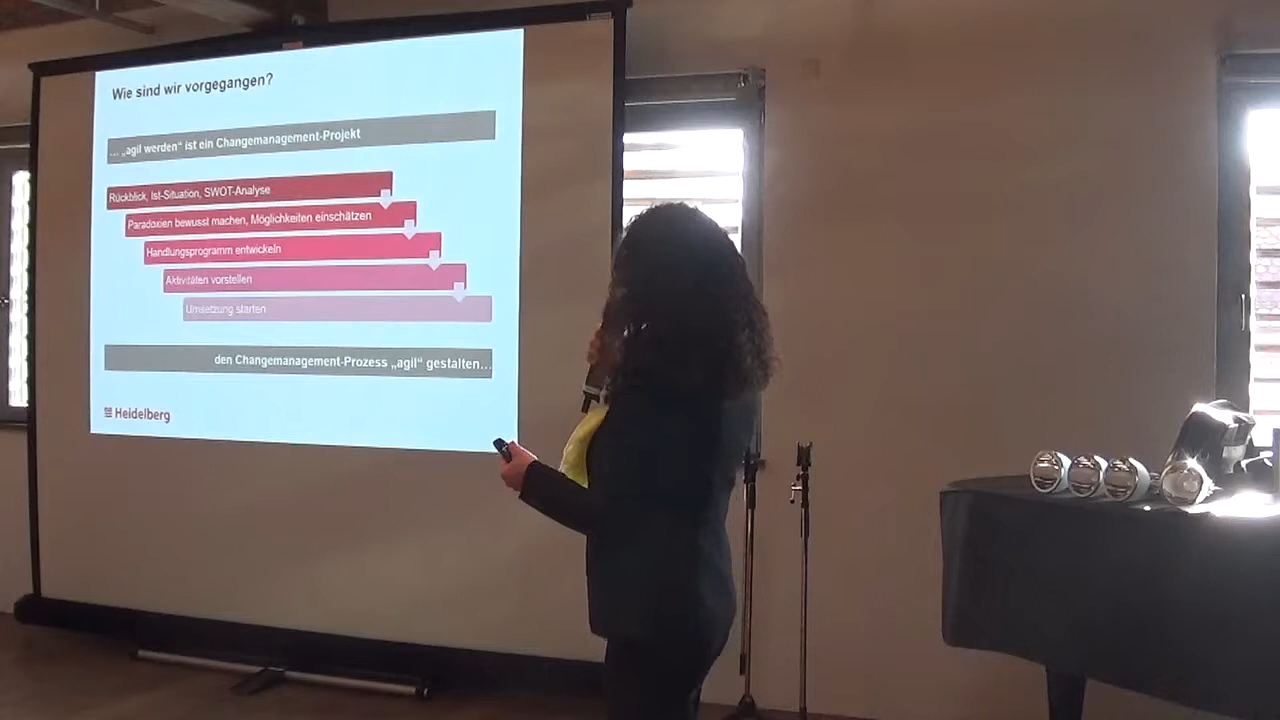 Wie sind wir vorgegangen?
... „agil werden“ ist ein Changemanagement-Projekt
Rückblick, Ist-Situation, SWOT-Analyse
Paradoxien bewusst machen, Möglichkeiten einschätzen
Handlungsprogramm entwickeln
Aktivitäten vorstellen
Umsetzung starten
den Changemanagement-Prozess „agil“ gestalten...
Heidelberg